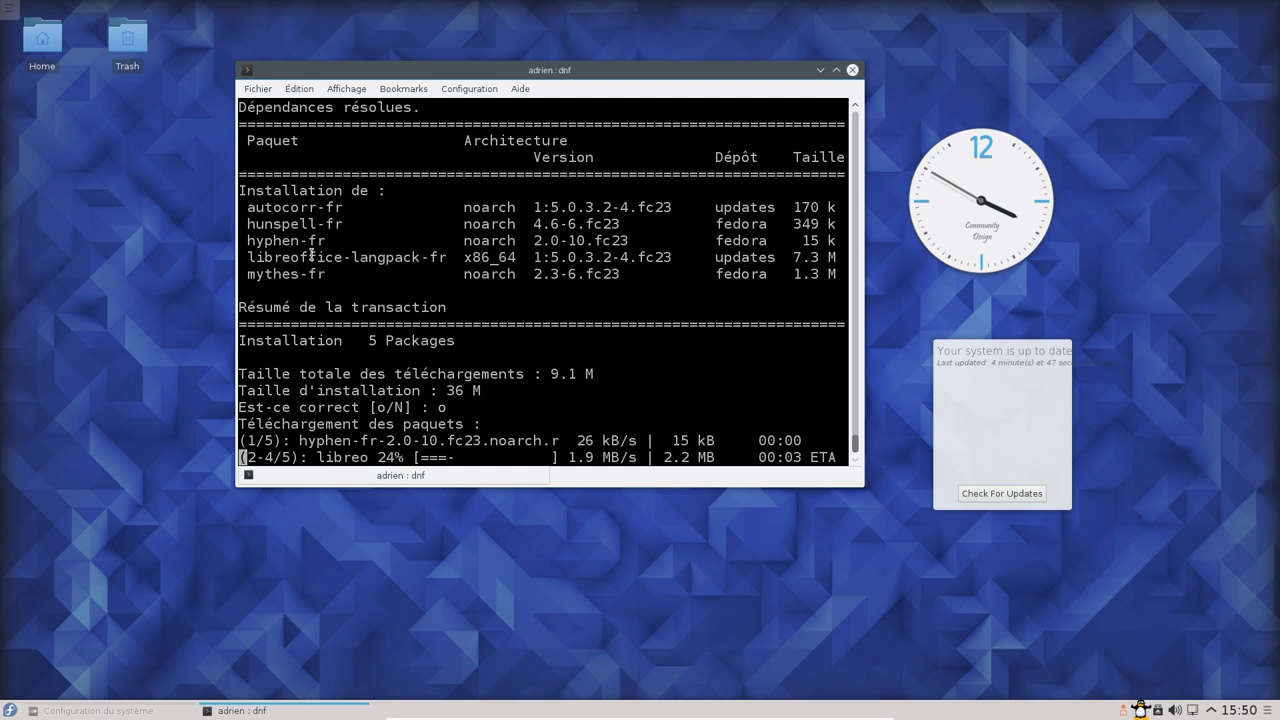 Home
Trash
adrien : dnf
Fichier Édition Affichage Bookmarks Configuration Aide
Dépendances résolues.
================================================================================
Paquet Architecture
Version Dépôt Taille
================================================================================
Installation de :
autocorr-fr noarch 1:5.0.3.2-4.fc23 updates 170 k
hunspell-fr noarch 4.6-6.fc23 fedora 349 k
hyphen-fr noarch 2.0-10.fc23 fedora 15 k
libreoffice-langpack-fr x86_64 1:5.0.3.2-4.fc23 updates 7.3 M
mythes-fr noarch 2.3-6.fc23 fedora 1.3 M
Résumé de la transaction
================================================================================
Installation 5 Packages
Taille totale des téléchargements : 9.1 M
Taille d'installation : 36 M
Est-ce correct [o/N] : o
Téléchargement des paquets :
(1/5): hyphen-fr-2.0-10.fc23.noarch.r 26 kB/s | 15 kB 00:00
(2-4/5): libreo 24% [===- ] 1.9 MB/s | 2.2 MB 00:03 ETA
adrien : dnf
12
Community
Design
Your system is up to date
Last updated: 4 minute(s) et 47
Check For Updates
Configuration du système
adrien : dnf
15:50